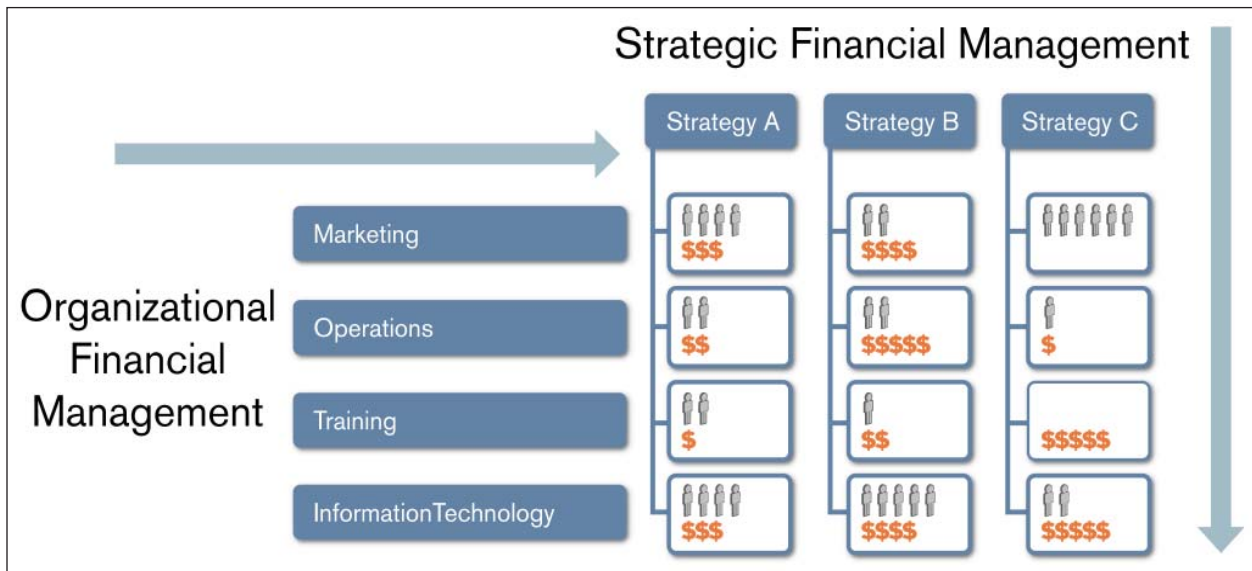 Strategic Financial Management
Strategy A
Strategy B
Strategy C
Marketing
$$$
$$$$
Organizational
Financial
Management
Operations
$$
$$$$$
$
Training
$
$$
$$$$$
InformationTechnology
$$$
$$$$
$$$$$